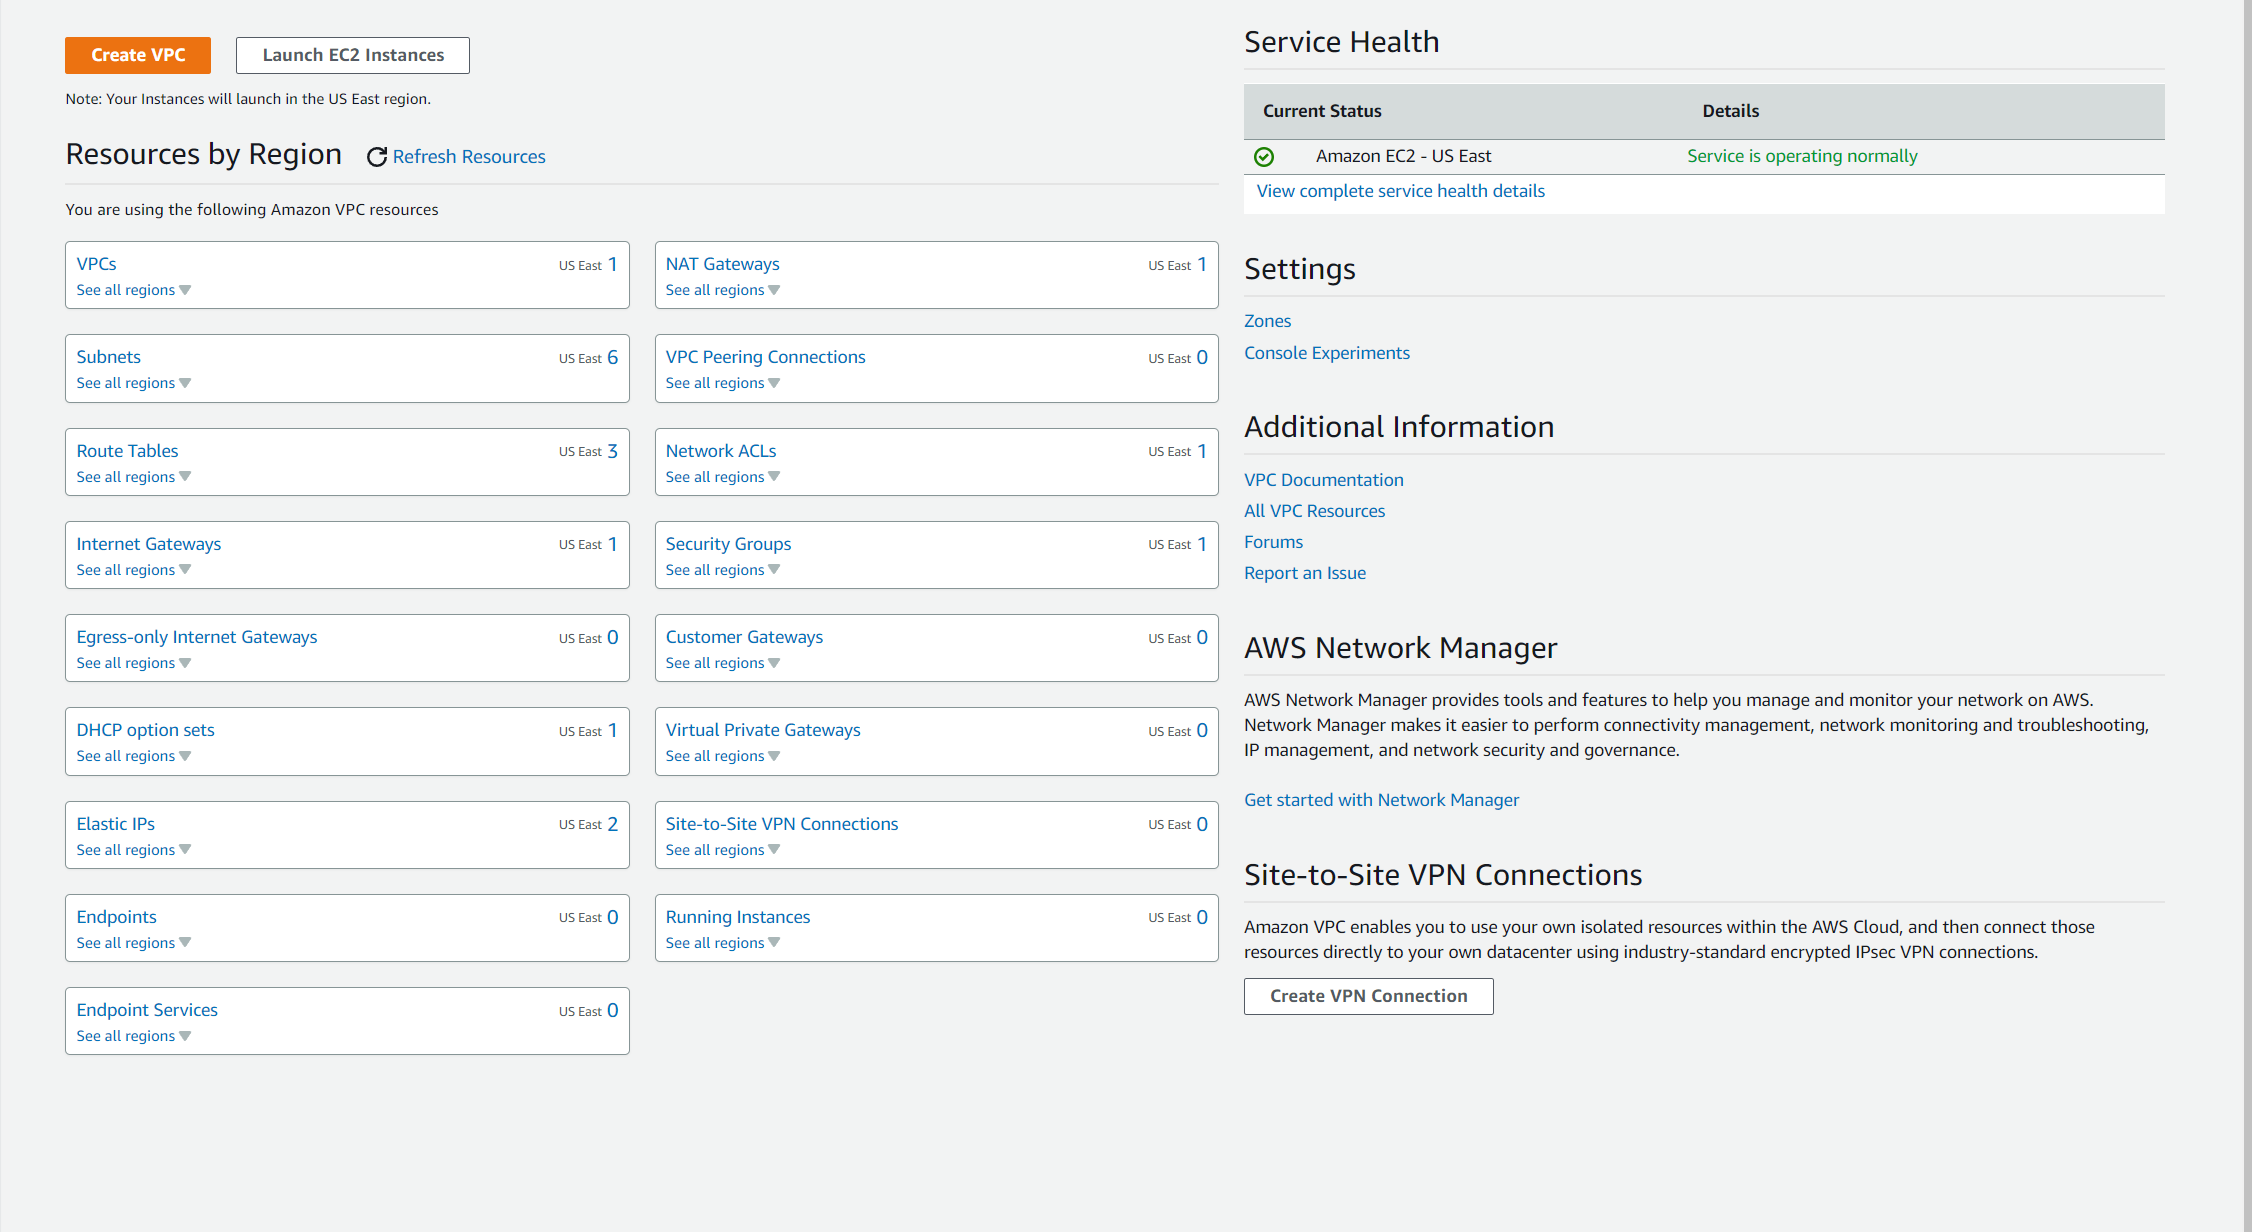 Create VPC
Launch EC2 Instances
Note: Your Instances will launch in the US East region.
Resources by Region
Refresh Resources
You are using the following Amazon VPC resources
VPCs
US East 1
See all regions
NAT Gateways
US East 1
See all regions
Subnets
US East 6
See all regions
VPC Peering Connections
US East 0
See all regions
Route Tables
US East 3
See all regions
Network ACLs
US East 1
See all regions
Internet Gateways
US East 1
See all regions
Security Groups
US East 1
See all regions
Egress-only Internet Gateways
US East 0
See all regions
Customer Gateways
US East 0
See all regions
DHCP option sets
US East 1
See all regions
Virtual Private Gateways
US East 0
See all regions
Elastic IPs
US East 2
See all regions
Site-to-Site VPN Connections
US East 0
See all regions
Endpoints
US East 0
See all regions
Running Instances
US East 0
See all regions
Endpoint Services
US East 0
See all regions
Service Health
Current Status
Details
Amazon EC2 - US East
Service is operating normally
View complete service health details
Settings
Zones
Console Experiments
Additional Information
VPC Documentation
All VPC Resources
Forums
Report an Issue
AWS Network Manager
AWS Network Manager provides tools and features to help you manage and monitor your network on AWS.
Network Manager makes it easier to perform connectivity management, network monitoring and troubleshooting,
IP management, and network security and governance.
Get started with Network Manager
Site-to-Site VPN Connections
Amazon VPC enables you to use your own isolated resources within the AWS Cloud, and then connect those
resources directly to your own datacenter using industry-standard encrypted IPsec VPN connections.
Create VPN Connection